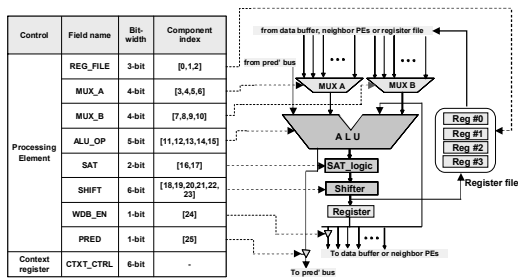 Control Field name Bit-width Component index
Processing Element
REG_FILE 3-bit [0,1,2]
MUX_A 4-bit [3,4,5,6]
MUX_B 4-bit [7,8,9,10]
ALU_OP 5-bit [11,12,13,14,15]
SAT 2-bit [16,17]
SHIFT 6-bit [18,19,20,21,22,23]
WDB_EN 1-bit [24]
PRED 1-bit [25]
Context register CTXT_CTRL 6-bit -
from data buffer, neighbor PEs or regisiter file
from pred' bus
MUX A
MUX B
ALU
SAT_logic
Shifter
Register
To data buffer or neighbor PEs
To pred' bus
Reg #0
Reg #1
Reg #2
Reg #3
Register file